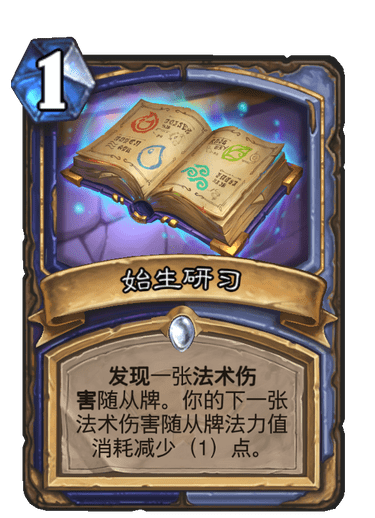 1
始生研习
发现一张法术伤
害随从牌。你的下一张
法术伤害随从牌法力值
消耗减少（1）点。